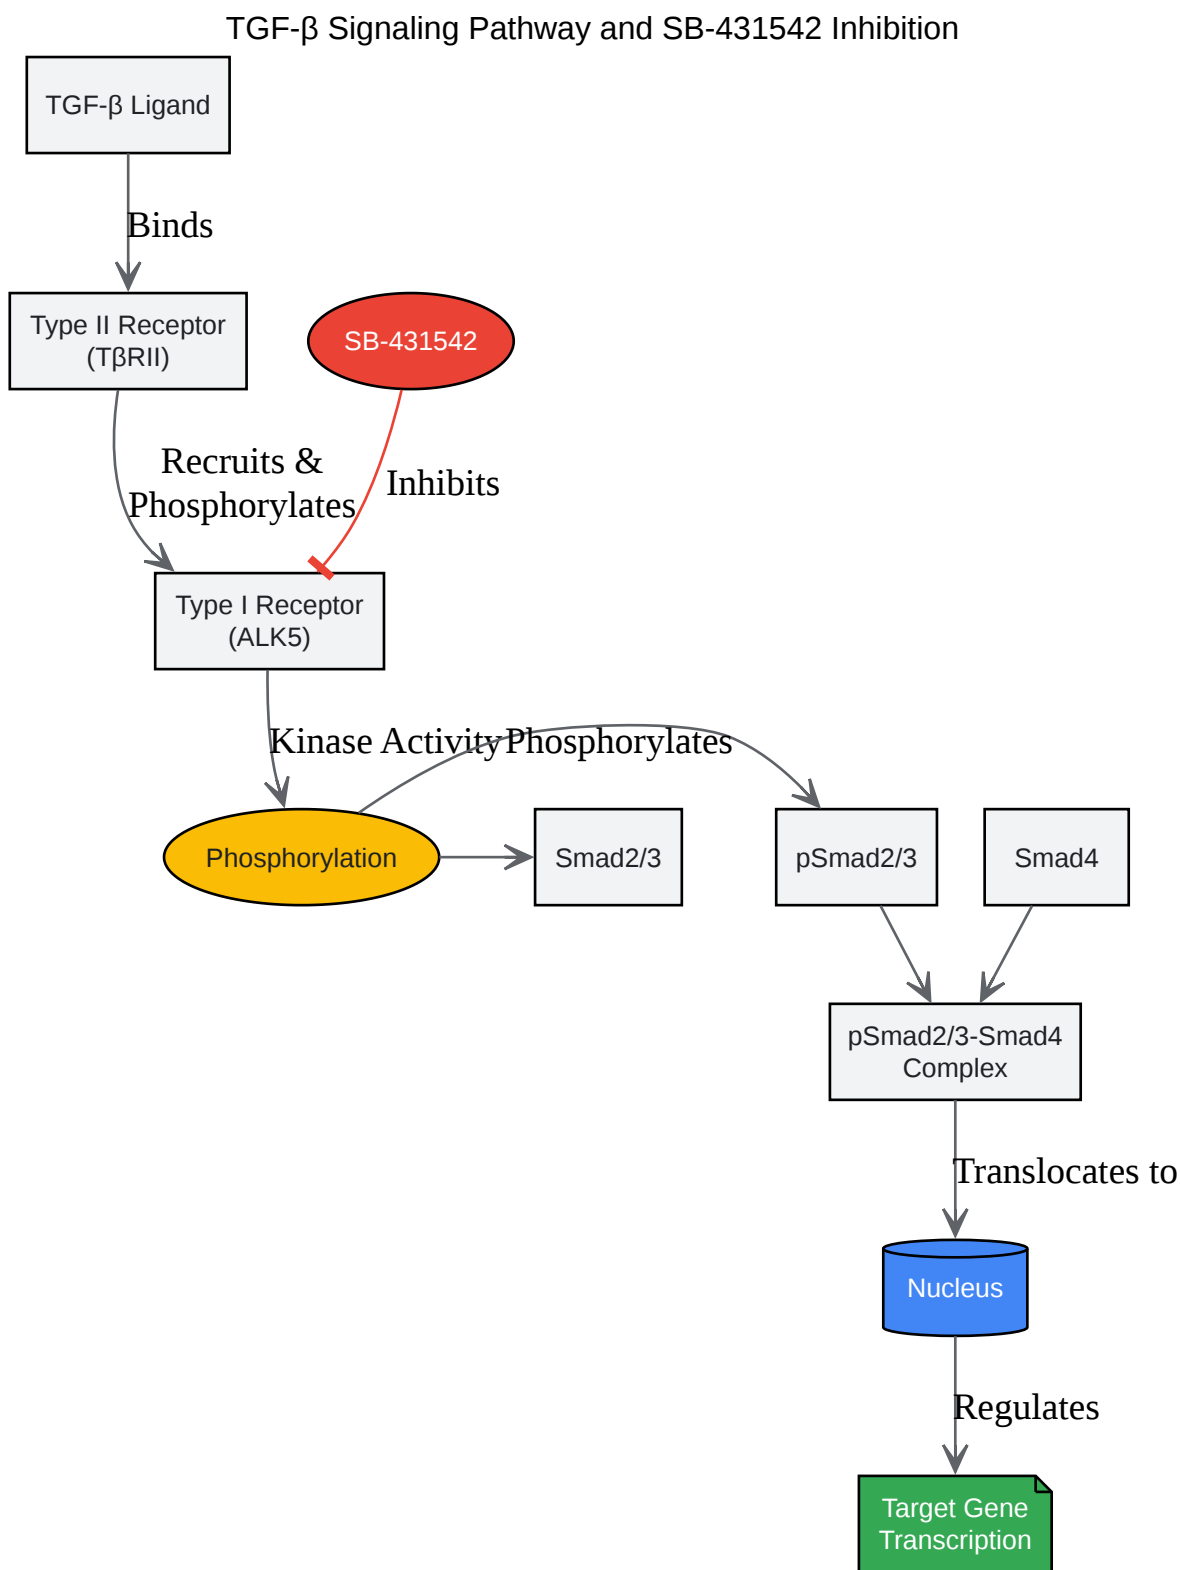 TGF-β Signaling Pathway and SB-431542 Inhibition
TGF-β Ligand
Binds
Type II Receptor
(TβRII)
SB-431542
Recruits &
Phosphorylates
Inhibits
Type I Receptor
(ALK5)
Kinase Activity
Phosphorylates
Phosphorylation
Smad2/3
pSmad2/3
Smad4
pSmad2/3-Smad4
Complex
Translocates to
Nucleus
Regulates
Target Gene
Transcription